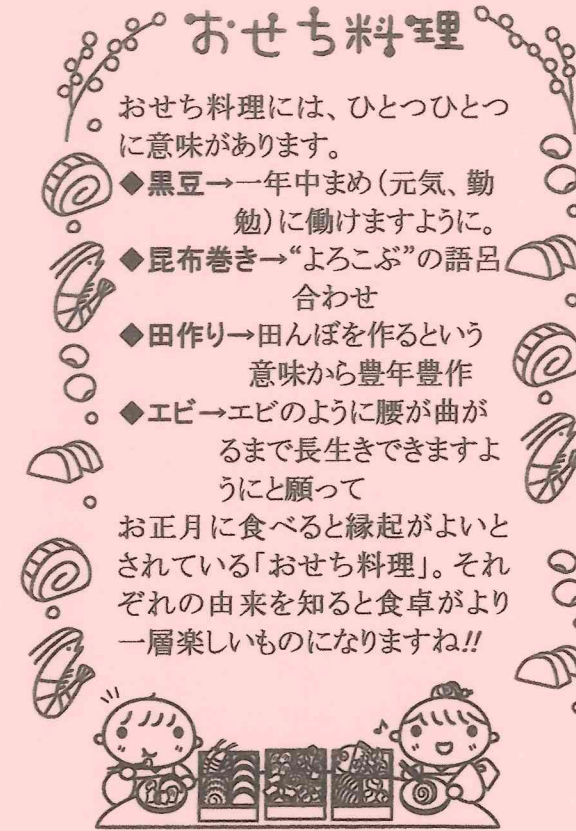 おせち料理
おせち料理には、ひとつひとつ
に意味があります。
◆黒豆→一年中まめ(元気、勤
勉)に働けますように。
◆昆布巻き→“よろこぶ”の語呂
合わせ
◆田作り→田んぼを作るという
意味から豊年豊作
◆エビ→エビのように腰が曲が
るまで長生きできますよ
うにと願って
お正月に食べると縁起がよいと
されている「おせち料理」。それ
ぞれの由来を知ると食卓がより
一層楽しいものになりますね!!